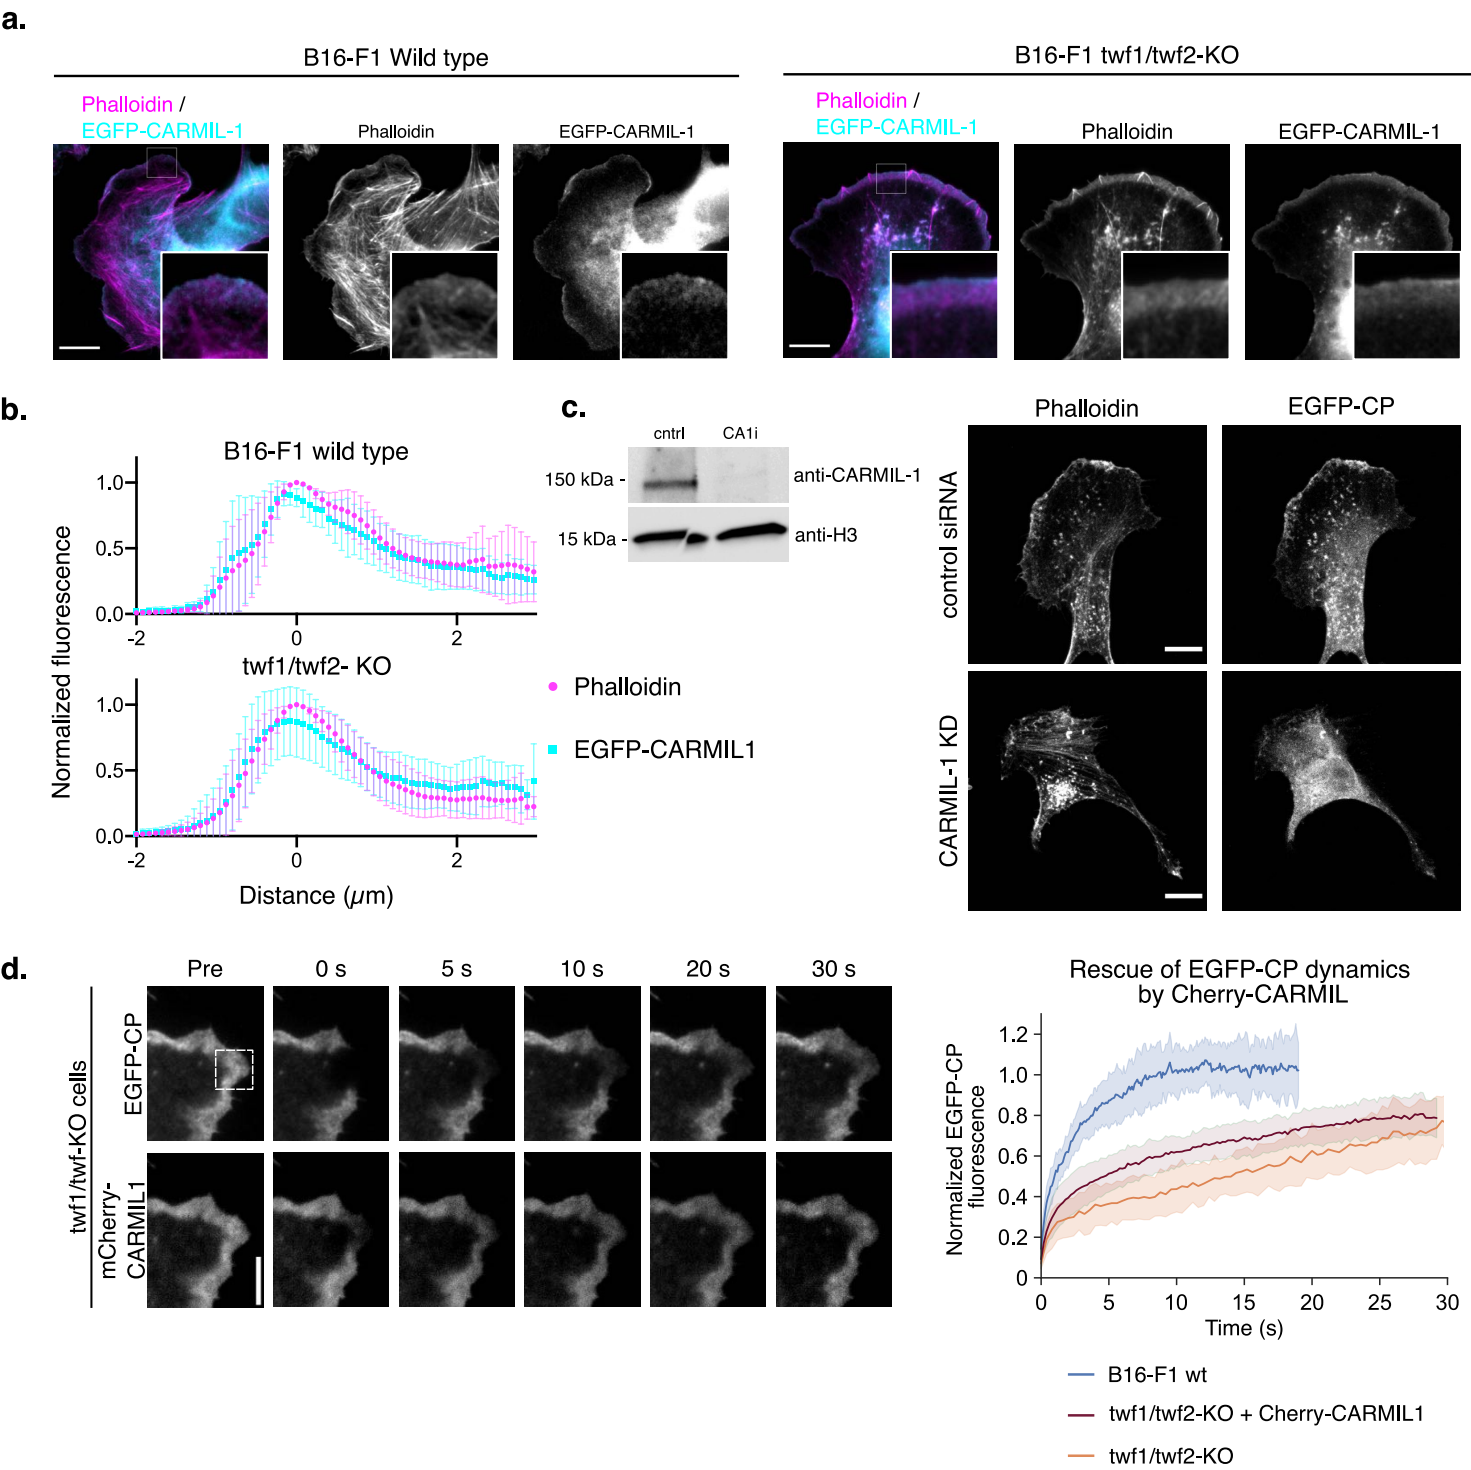 a.
B16-F1 Wild type
Phalloidin /
EGFP-CARMIL-1
Phalloidin
EGFP-CARMIL-1
B16-F1 twf1/twf2-KO
Phalloidin /
EGFP-CARMIL-1
Phalloidin
EGFP-CARMIL-1
b.
B16-F1 wild type
Normalized fluorescence
1.0
0.5
0.0
-2
0
2
twf1/twf2- KO
1.0
0.5
0.0
-2
0
2
Distance (µm)
Phalloidin
EGFP-CARMIL1
c.
cntrl
CA1i
150 kDa -
anti-CARMIL-1
15 kDa -
anti-H3
Phalloidin
EGFP-CP
control siRNA
CARMIL-1 KD
d.
Pre
0 s
5 s
10 s
20 s
30 s
twf1/twf-KO cells
EGFP-CP
mCherry-
CARMIL1
Rescue of EGFP-CP dynamics
by Cherry-CARMIL
Normalized EGFP-CP
fluorescence
1.2
1.0
0.8
0.6
0.4
0.2
0
0
5
10
15
20
25
30
Time (s)
B16-F1 wt
twf1/twf2-KO + Cherry-CARMIL1
twf1/twf2-KO